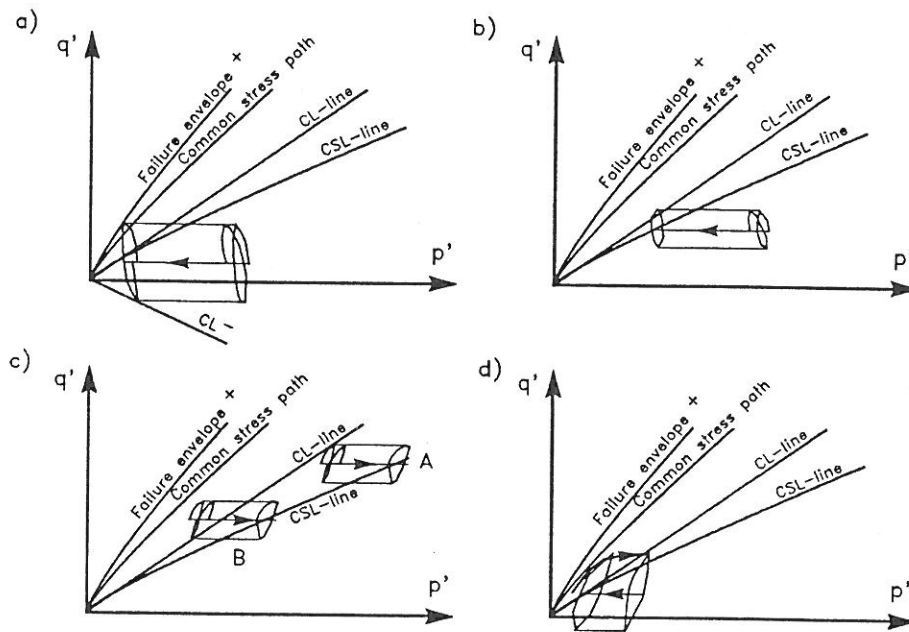 a)
q'
Failure envelope +
Common stress path
CL-line
CSL-line
p'
CL-
b)
q'
Failure envelope +
Common stress path
CL-line
CSL-line
p
c)
q'
Failure envelope +
Common stress path
CL-line
A
CSL-line
B
p'
d)
q'
Failure envelope +
Common stress path
CL-line
CSL-line
p'